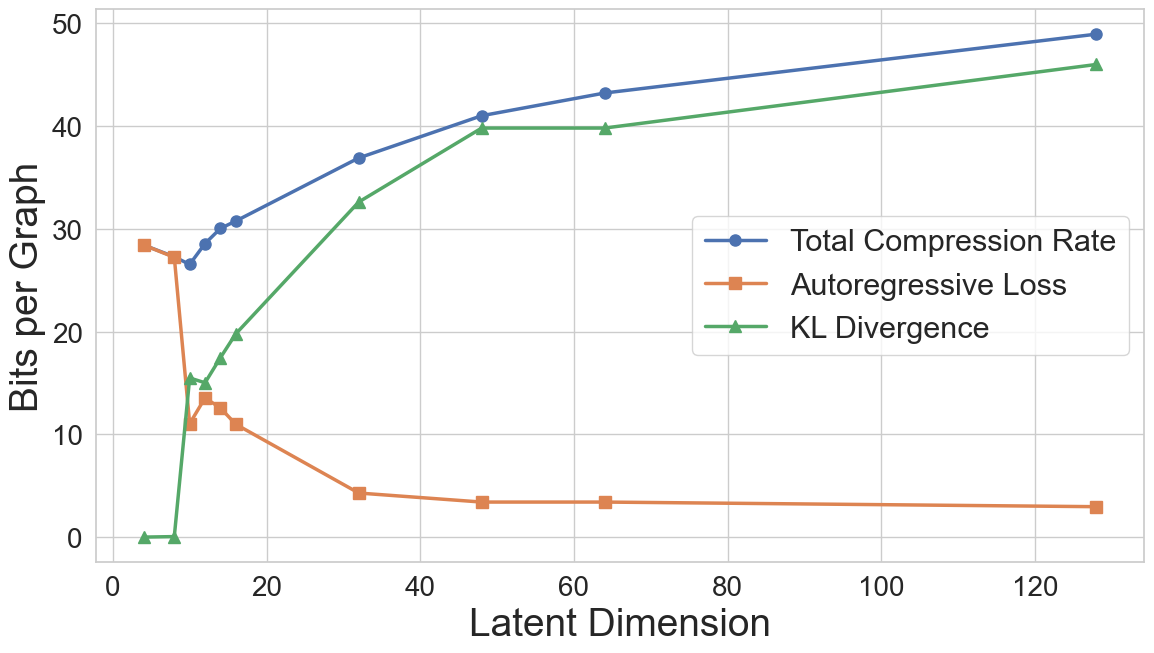 50
40
30
20
10
0
Bits per Graph
Total Compression Rate
Autoregressive Loss
KL Divergence
0 20 40 60 80 100 120
Latent Dimension